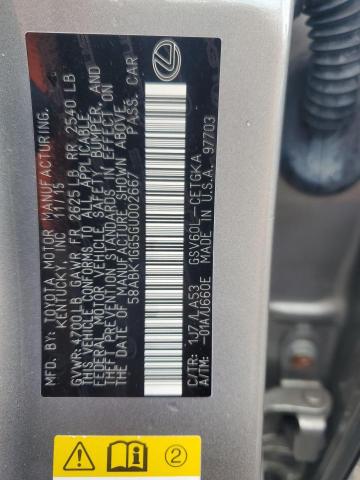 MFD. BY: TOYOTA MOTOR MANUFACTURING,
KENTUCKY, INC. 11/15
GVWR: 4700LB GAWR FR 2625 LB RR 2540 LB
THIS VEHICLE CONFORMS TO ALL APPLICABLE
FEDERAL MOTOR VEHICLE SAFETY, BUMPER, AND
THEFT PREVENTION STANDARDS IN EFFECT ON
THE DATE OF MANUFACTURE SHOWN ABOVE.
58ABK1GG5GU002667 PASS. CAR
C/TR: 1J7/LA53 GSV60L-CETGKA
A/TM: -01A/U660E MADE IN U.S.A. 97703
2